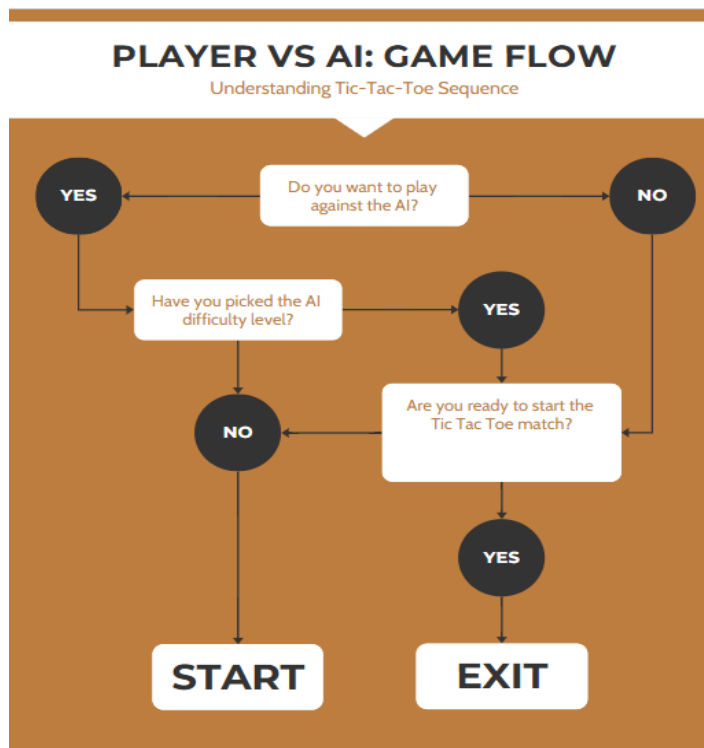 PLAYER VS AI: GAME FLOW
Understanding Tic-Tac-Toe Sequence
YES
Do you want to play
against the AI?
NO
Have you picked the AI
difficulty level?
YES
Are you ready to start the
Tic Tac Toe match?
NO
YES
START
EXIT